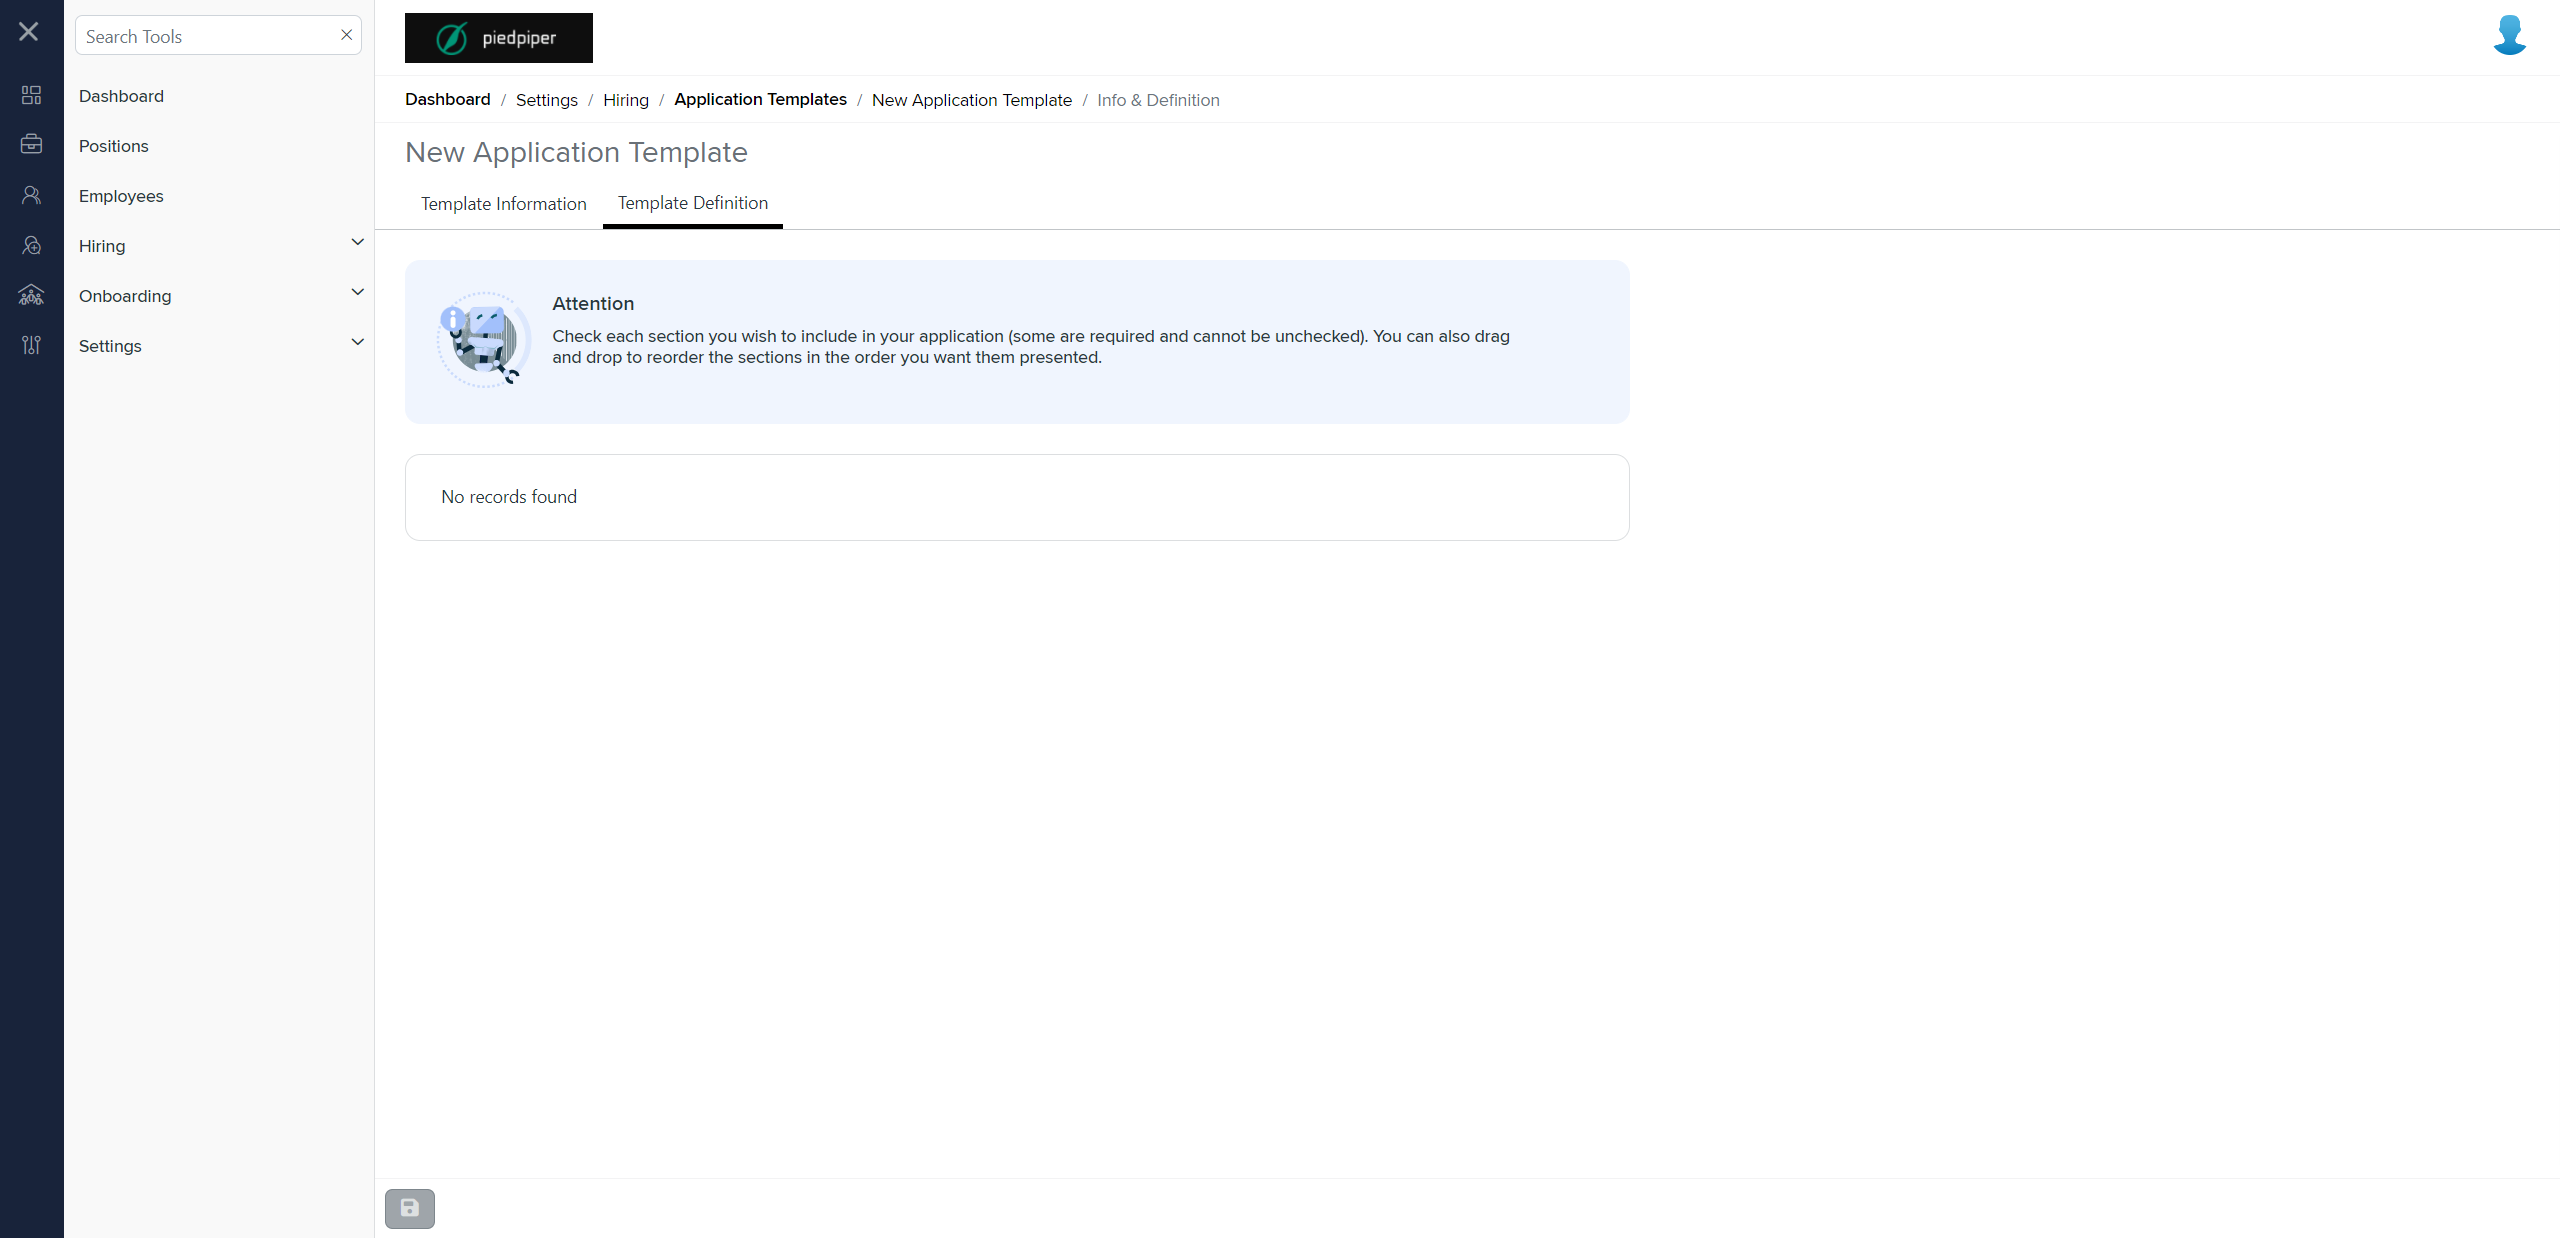 Search Tools
Dashboard
Positions
Employees
Hiring
Onboarding
Settings
piedpiper
Dashboard / Settings / Hiring / Application Templates / New Application Template / Info & Definition
New Application Template
Template Information Template Definition
Attention
Check each section you wish to include in your application (some are required and cannot be unchecked). You can also drag
and drop to reorder the sections in the order you want them presented.
No records found